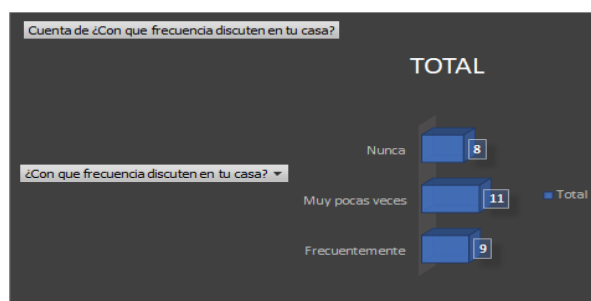 Cuenta de ¿Con que frecuencia discuten en tu casa?
TOTAL
Nunca
8
¿Con que frecuencia discuten en tu casa?
Muy pocas veces
11
Total
Frecuentemente
9